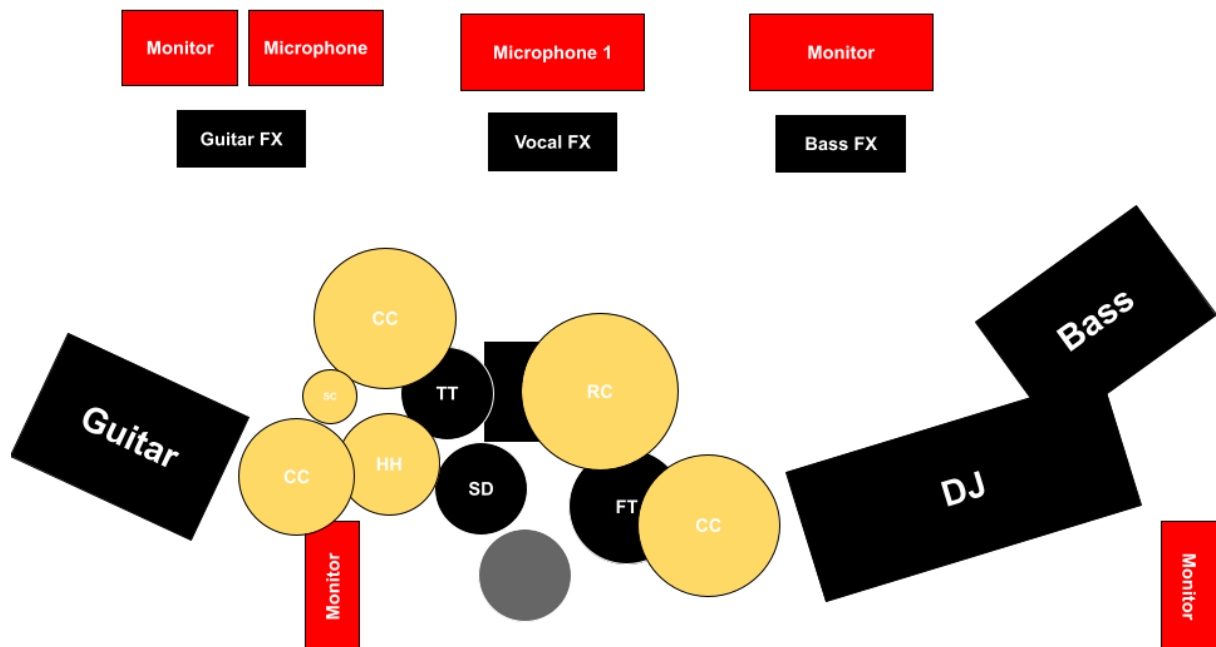 Monitor
Microphone
Microphone 1
Monitor
Guitar FX
Vocal FX
Bass FX
Bass
CC
RC
TT
SC
Guitar
HH
CC
SD
DJ
FT
CC
Monitor
Monitor